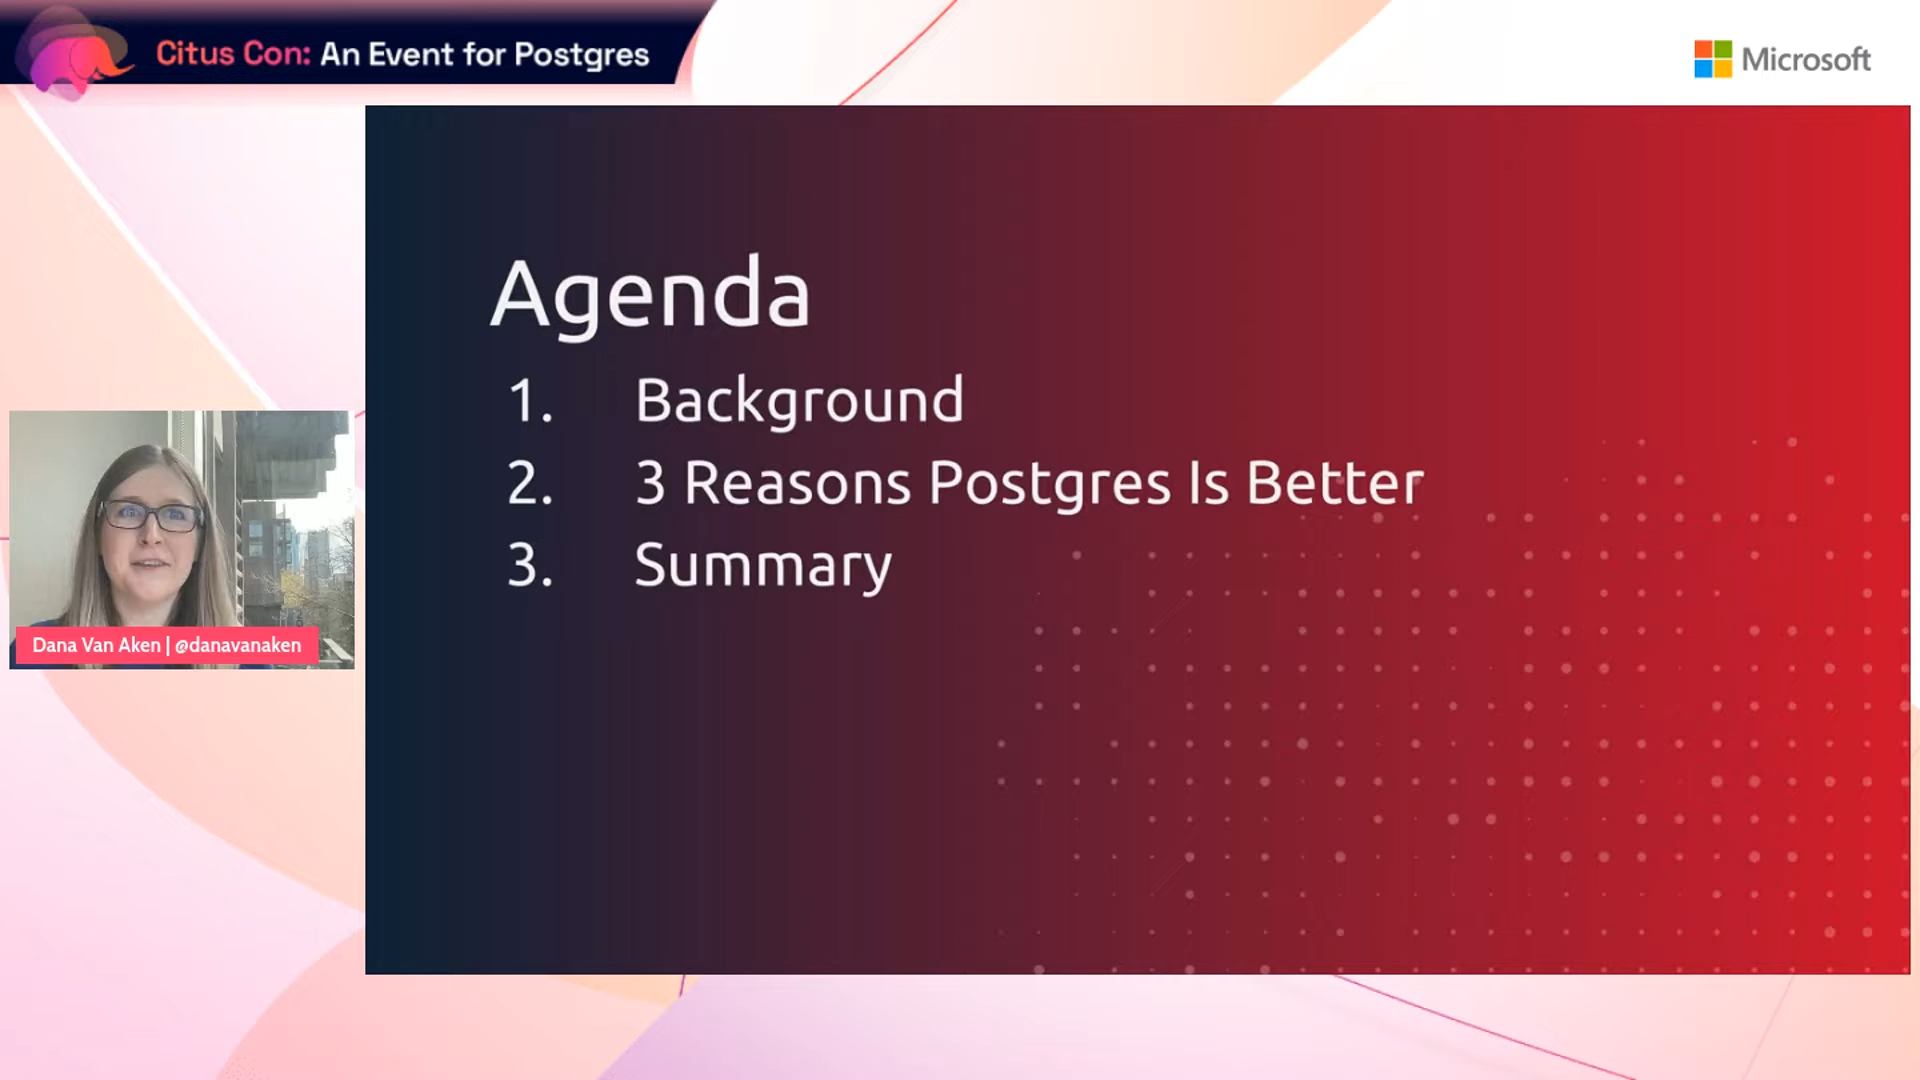 Citus Con: An Event for Postgres
Microsoft
Agenda
1. Background
2. 3 Reasons Postgres Is Better
3. Summary
Dana Van Aken | @danavanaken